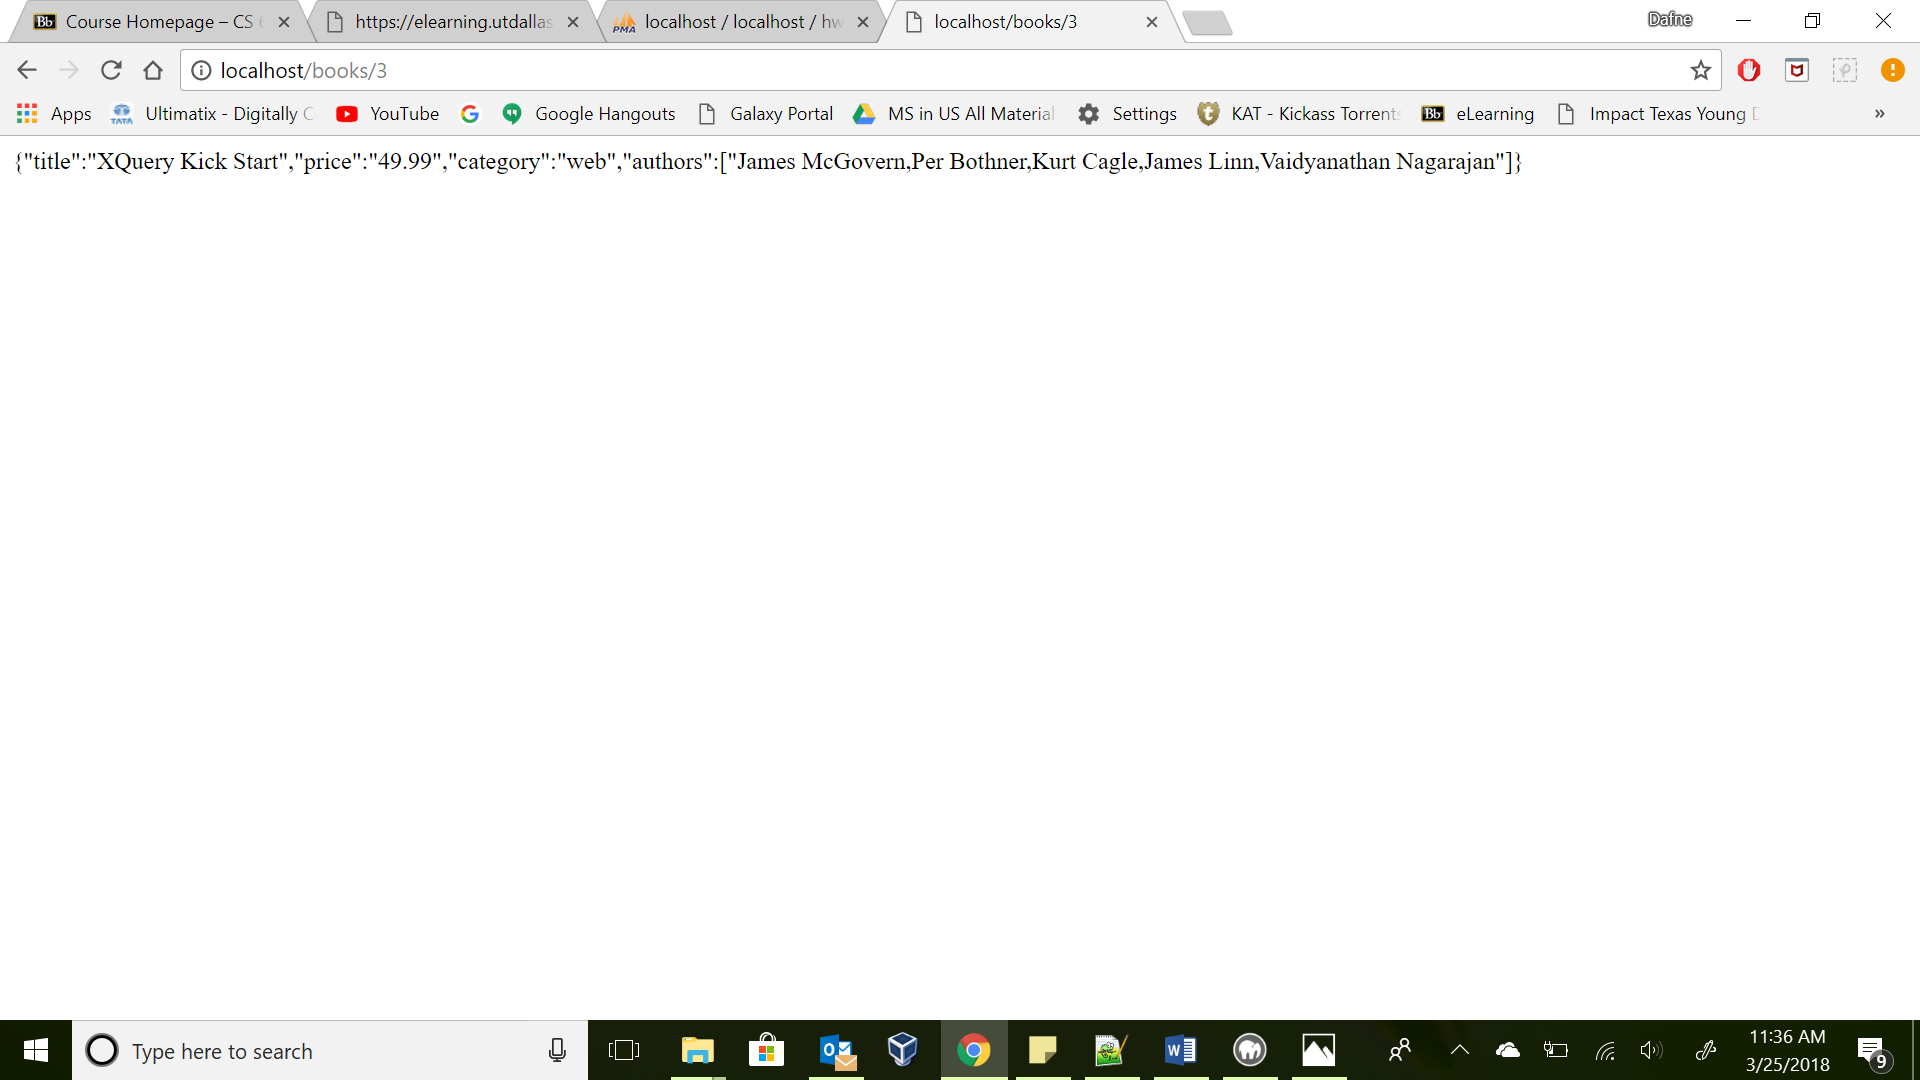 Course Homepage – CS
https://elearning.utdallas
localhost / localhost / hw
localhost/books/3
Dafne
localhost/books/3
Apps
Ultimatix - Digitally
YouTube
Google Hangouts
Galaxy Portal
MS in US All Material
Settings
KAT - Kickass Torrents
Bb
eLearning
Impact Texas Young
»
{"title":"XQuery Kick Start","price":"49.99","category":"web","authors":["James McGovern,Per Bothner,Kurt Cagle,James Linn,Vaidyanathan Nagarajan"]}
Type here to search
11:36 AM
3/25/2018
9